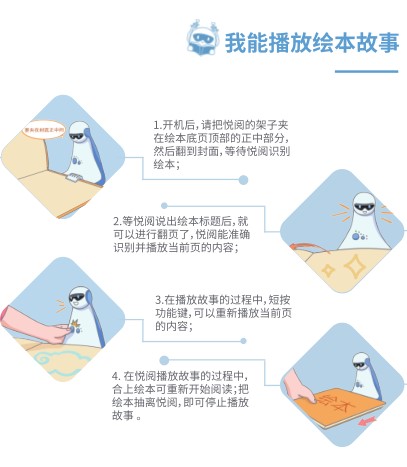 我能播放绘本故事
1.开机后，请把悦阅的架子夹
在绘本底页顶部的正中部分，
然后翻到封面，等待悦阅识别
绘本；
2.等悦阅说出绘本标题后，就
可以进行翻页了，悦阅能准确
识别并播放当前页的内容；
3.在播放故事的过程中，短按
功能键，可以重新播放当前页
的内容；
4. 在悦阅播放故事的过程中，
合上绘本可重新开始阅读；把
绘本抽离悦阅，即可停止播放
故事 。
绘本